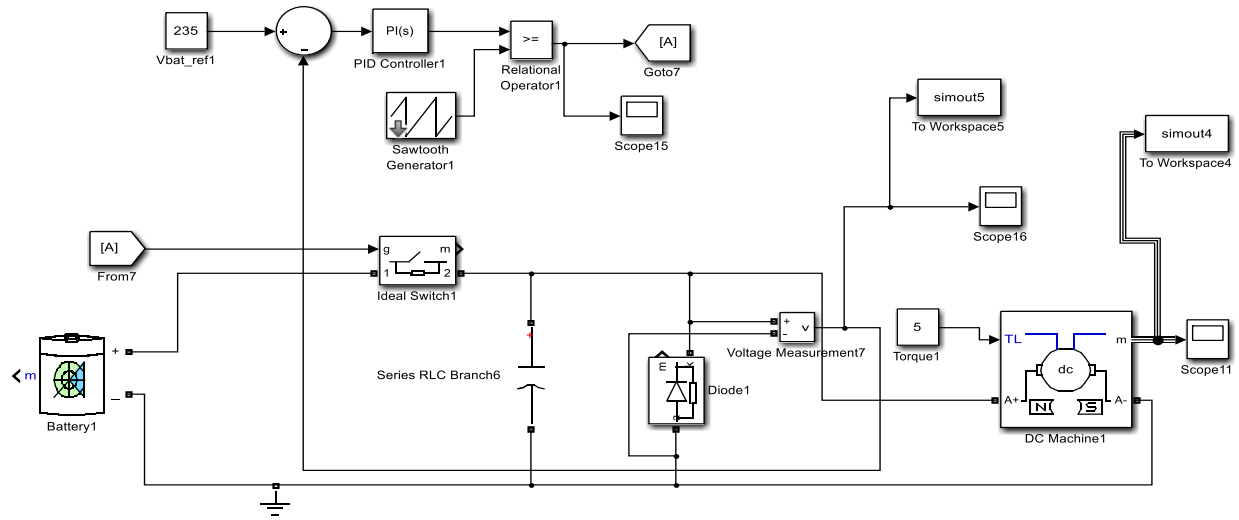 235
Vbat_ref1
+
−
PI(s)
PID Controller1
>=
Relational
Operator1
[A]
Goto7
Sawtooth
Generator1
Scope15
simout5
To Workspace5
simout4
To Workspace4
Scope16
[A]
From7
g
m
1
2
Ideal Switch1
m
+
_
Battery1
+
Series RLC Branch6
m
k
a
Diode1
+
-
v
Voltage Measurement7
5
Torque1
TL
m
dc
A+
A-
N
S
DC Machine1
Scope11